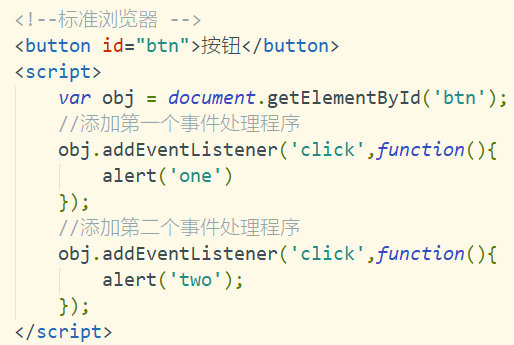 <!--标准浏览器 -->
<button id="btn">按钮</button>
<script>
    var obj = document.getElementById('btn');
    //添加第一个事件处理程序
    obj.addEventListener('click',function(){
        alert('one')
    });
    //添加第二个事件处理程序
    obj.addEventListener('click',function(){
        alert('two');
    });
</script>